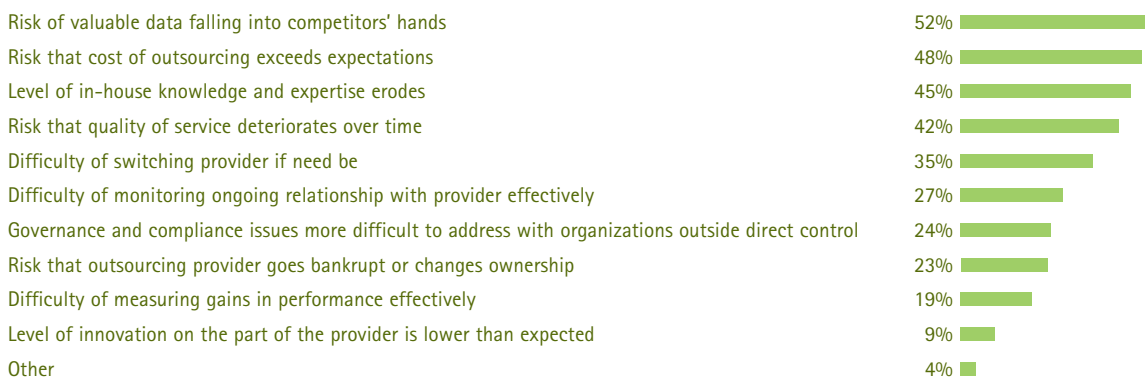 Risk of valuable data falling into competitors’ hands 52%
Risk that cost of outsourcing exceeds expectations 48%
Level of in-house knowledge and expertise erodes 45%
Risk that quality of service deteriorates over time 42%
Difficulty of switching provider if need be 35%
Difficulty of monitoring ongoing relationship with provider effectively 27%
Governance and compliance issues more difficult to address with organizations outside direct control 24%
Risk that outsourcing provider goes bankrupt or changes ownership 23%
Difficulty of measuring gains in performance effectively 19%
Level of innovation on the part of the provider is lower than expected 9%
Other 4%